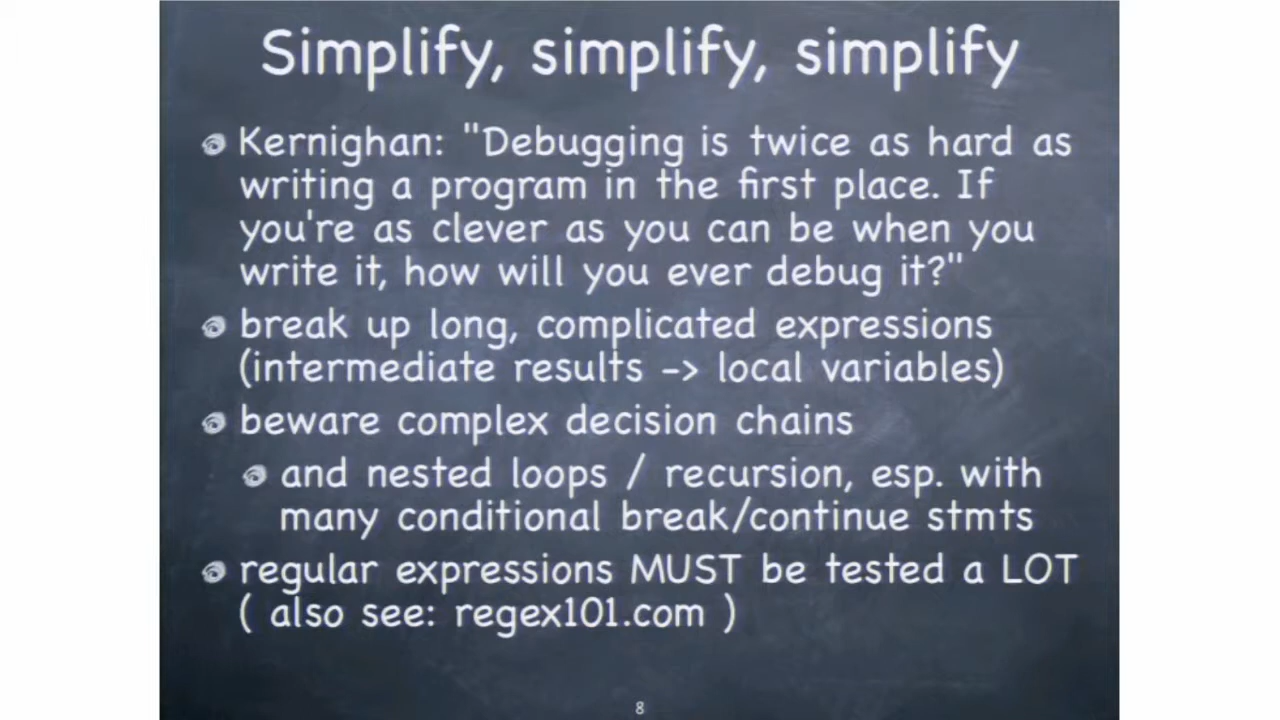 Simplify, simplify, simplify
Kernighan: "Debugging is twice as hard as
writing a program in the first place. If
you're as clever as you can be when you
write it, how will you ever debug it?"
break up long, complicated expressions
(intermediate results -> local variables)
beware complex decision chains
and nested loops / recursion, esp. with
many conditional break/continue stmts
regular expressions MUST be tested a LOT
( also see: regex101.com )
8